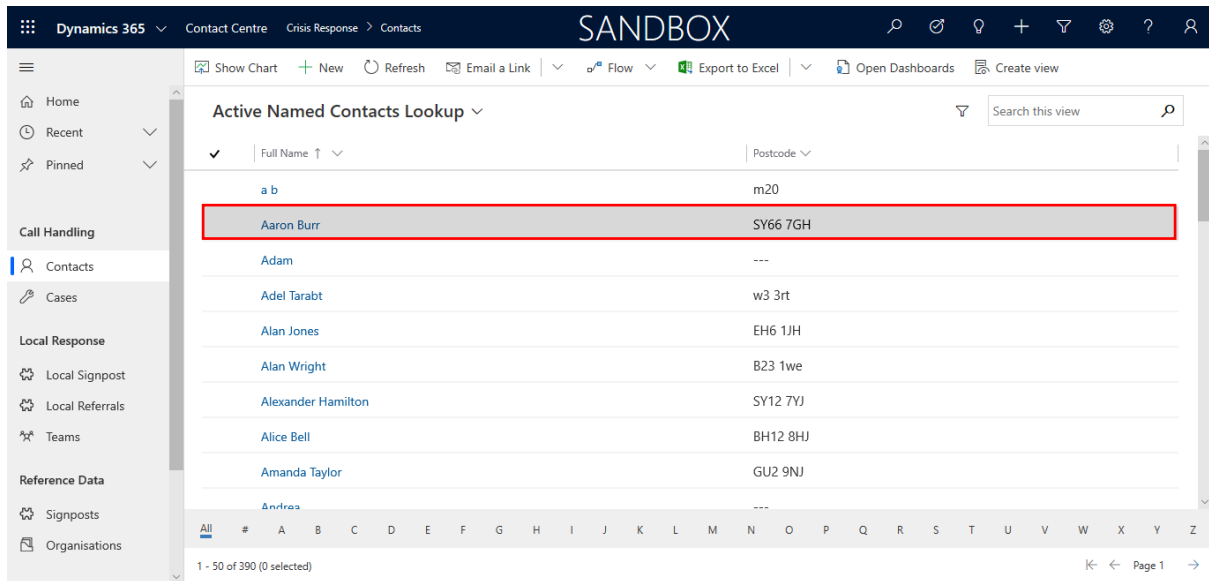 Dynamics 365 Contact Centre Crisis Response > Contacts SANDBOX
Show Chart New Refresh Email a Link Flow Export to Excel Open Dashboards Create view
Home
Recent
Pinned
Call Handling
Contacts
Cases
Local Response
Local Signpost
Local Referrals
Teams
Reference Data
Signposts
Organisations
Active Named Contacts Lookup
Search this view
Full Name ↑ Postcode
a b m20
Aaron Burr SY66 7GH
Adam ---
Adel Tarabt w3 3rt
Alan Jones EH6 1JH
Alan Wright B23 1we
Alexander Hamilton SY12 7YJ
Alice Bell BH12 8HJ
Amanda Taylor GU2 9NJ
Andrea ---
All # A B C D E F G H I J K L M N O P Q R S T U V W X Y Z
1 - 50 of 390 (0 selected) Page 1